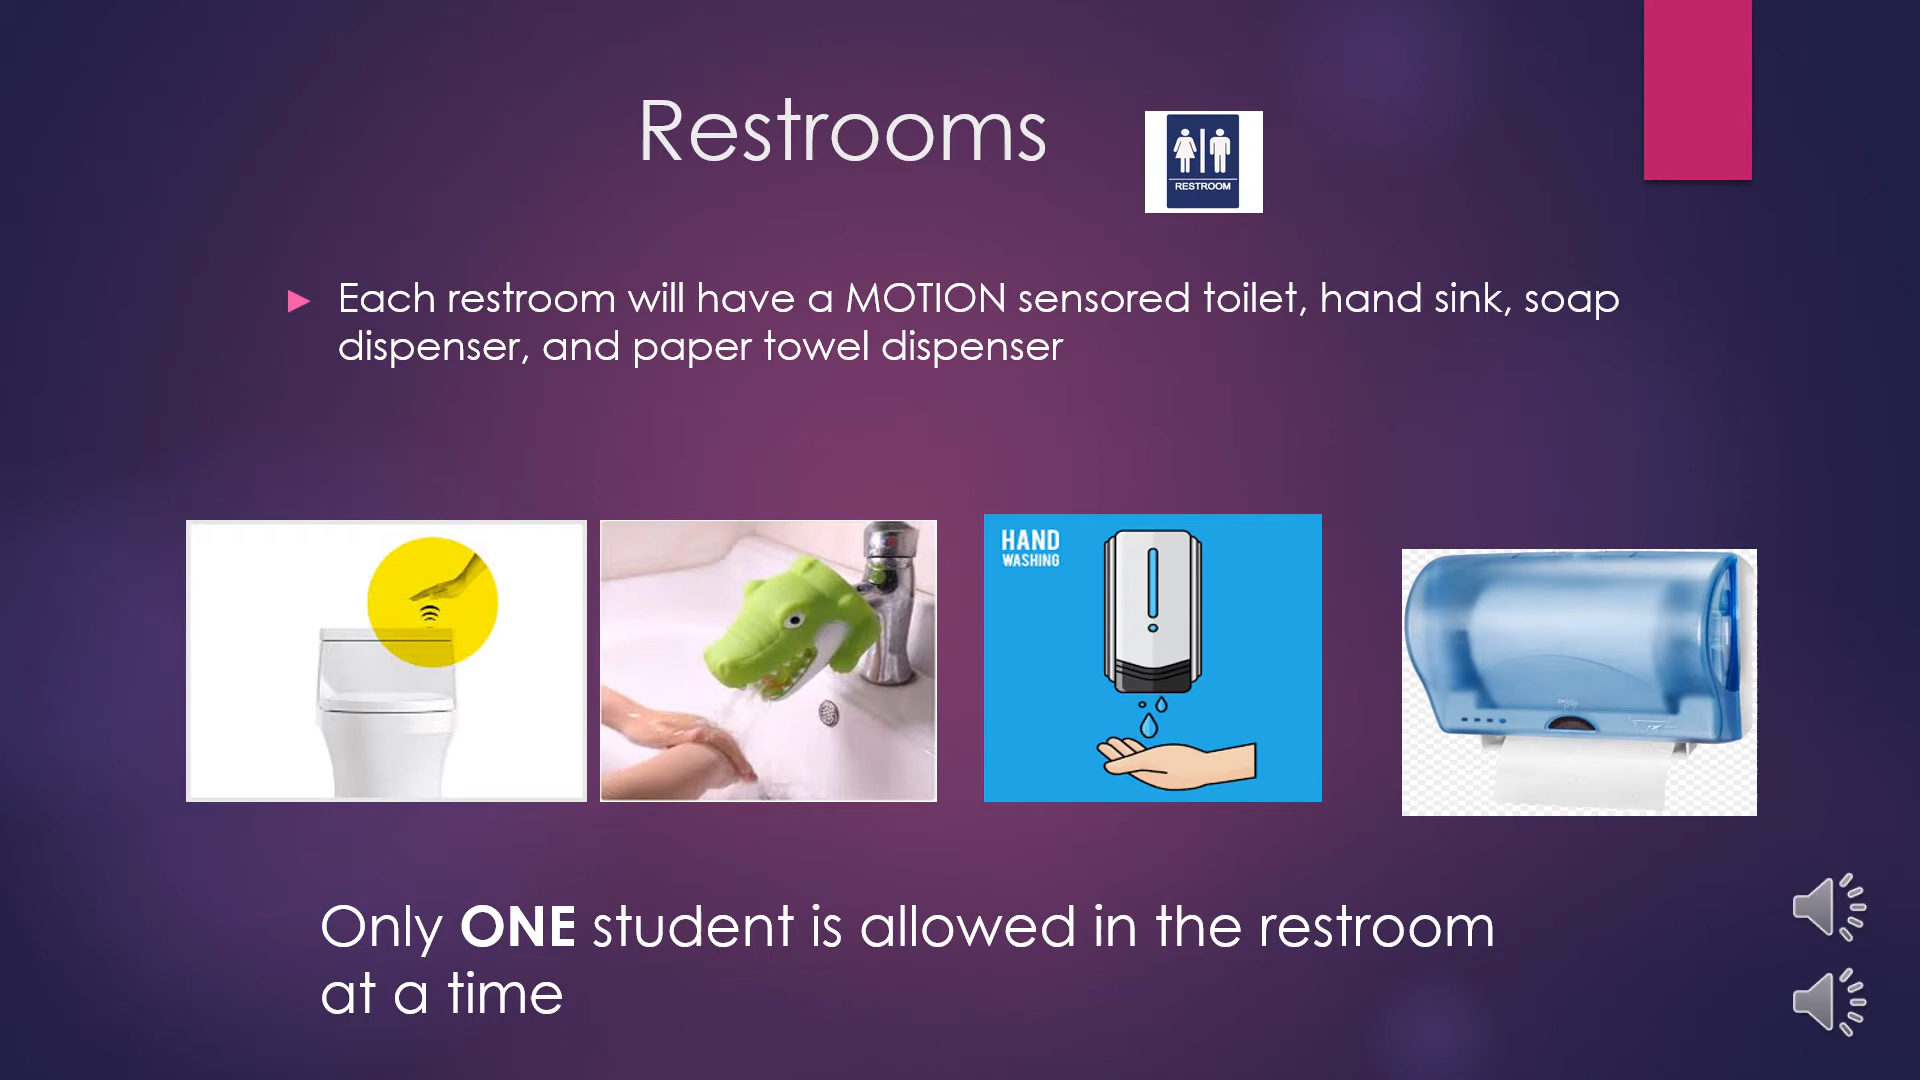 Restrooms
RESTROOM
Each restroom will have a MOTION sensored toilet, hand sink, soap
dispenser, and paper towel dispenser
HAND
WASHING
Only ONE student is allowed in the restroom
at a time